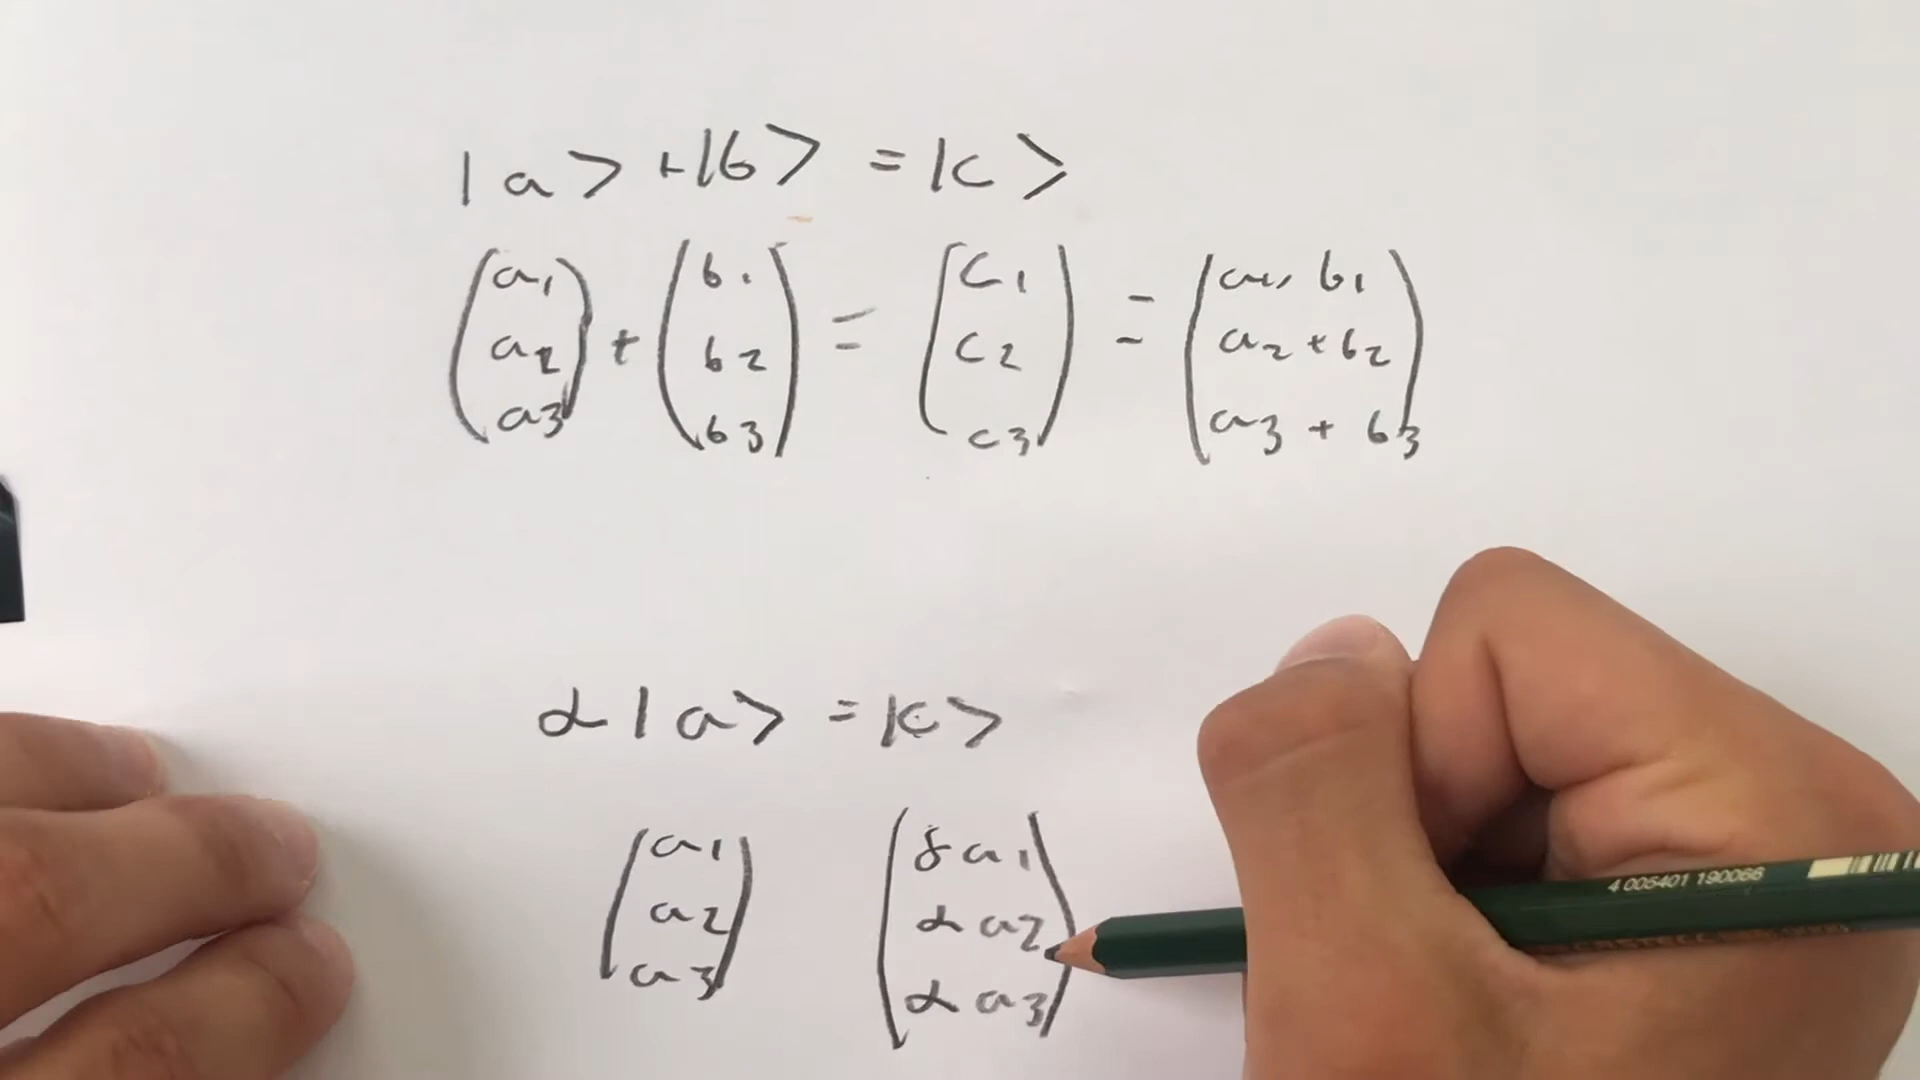 |a> + |b> = |c>
(a1 a2 a3) + (b1 b2 b3) = (c1 c2 c3) = (a1, b1 a2 + b2 a3 + b3)
α |a> = |c>
(a1 a2 a3) (δa1 αa2 αa3)
4 005401 190066